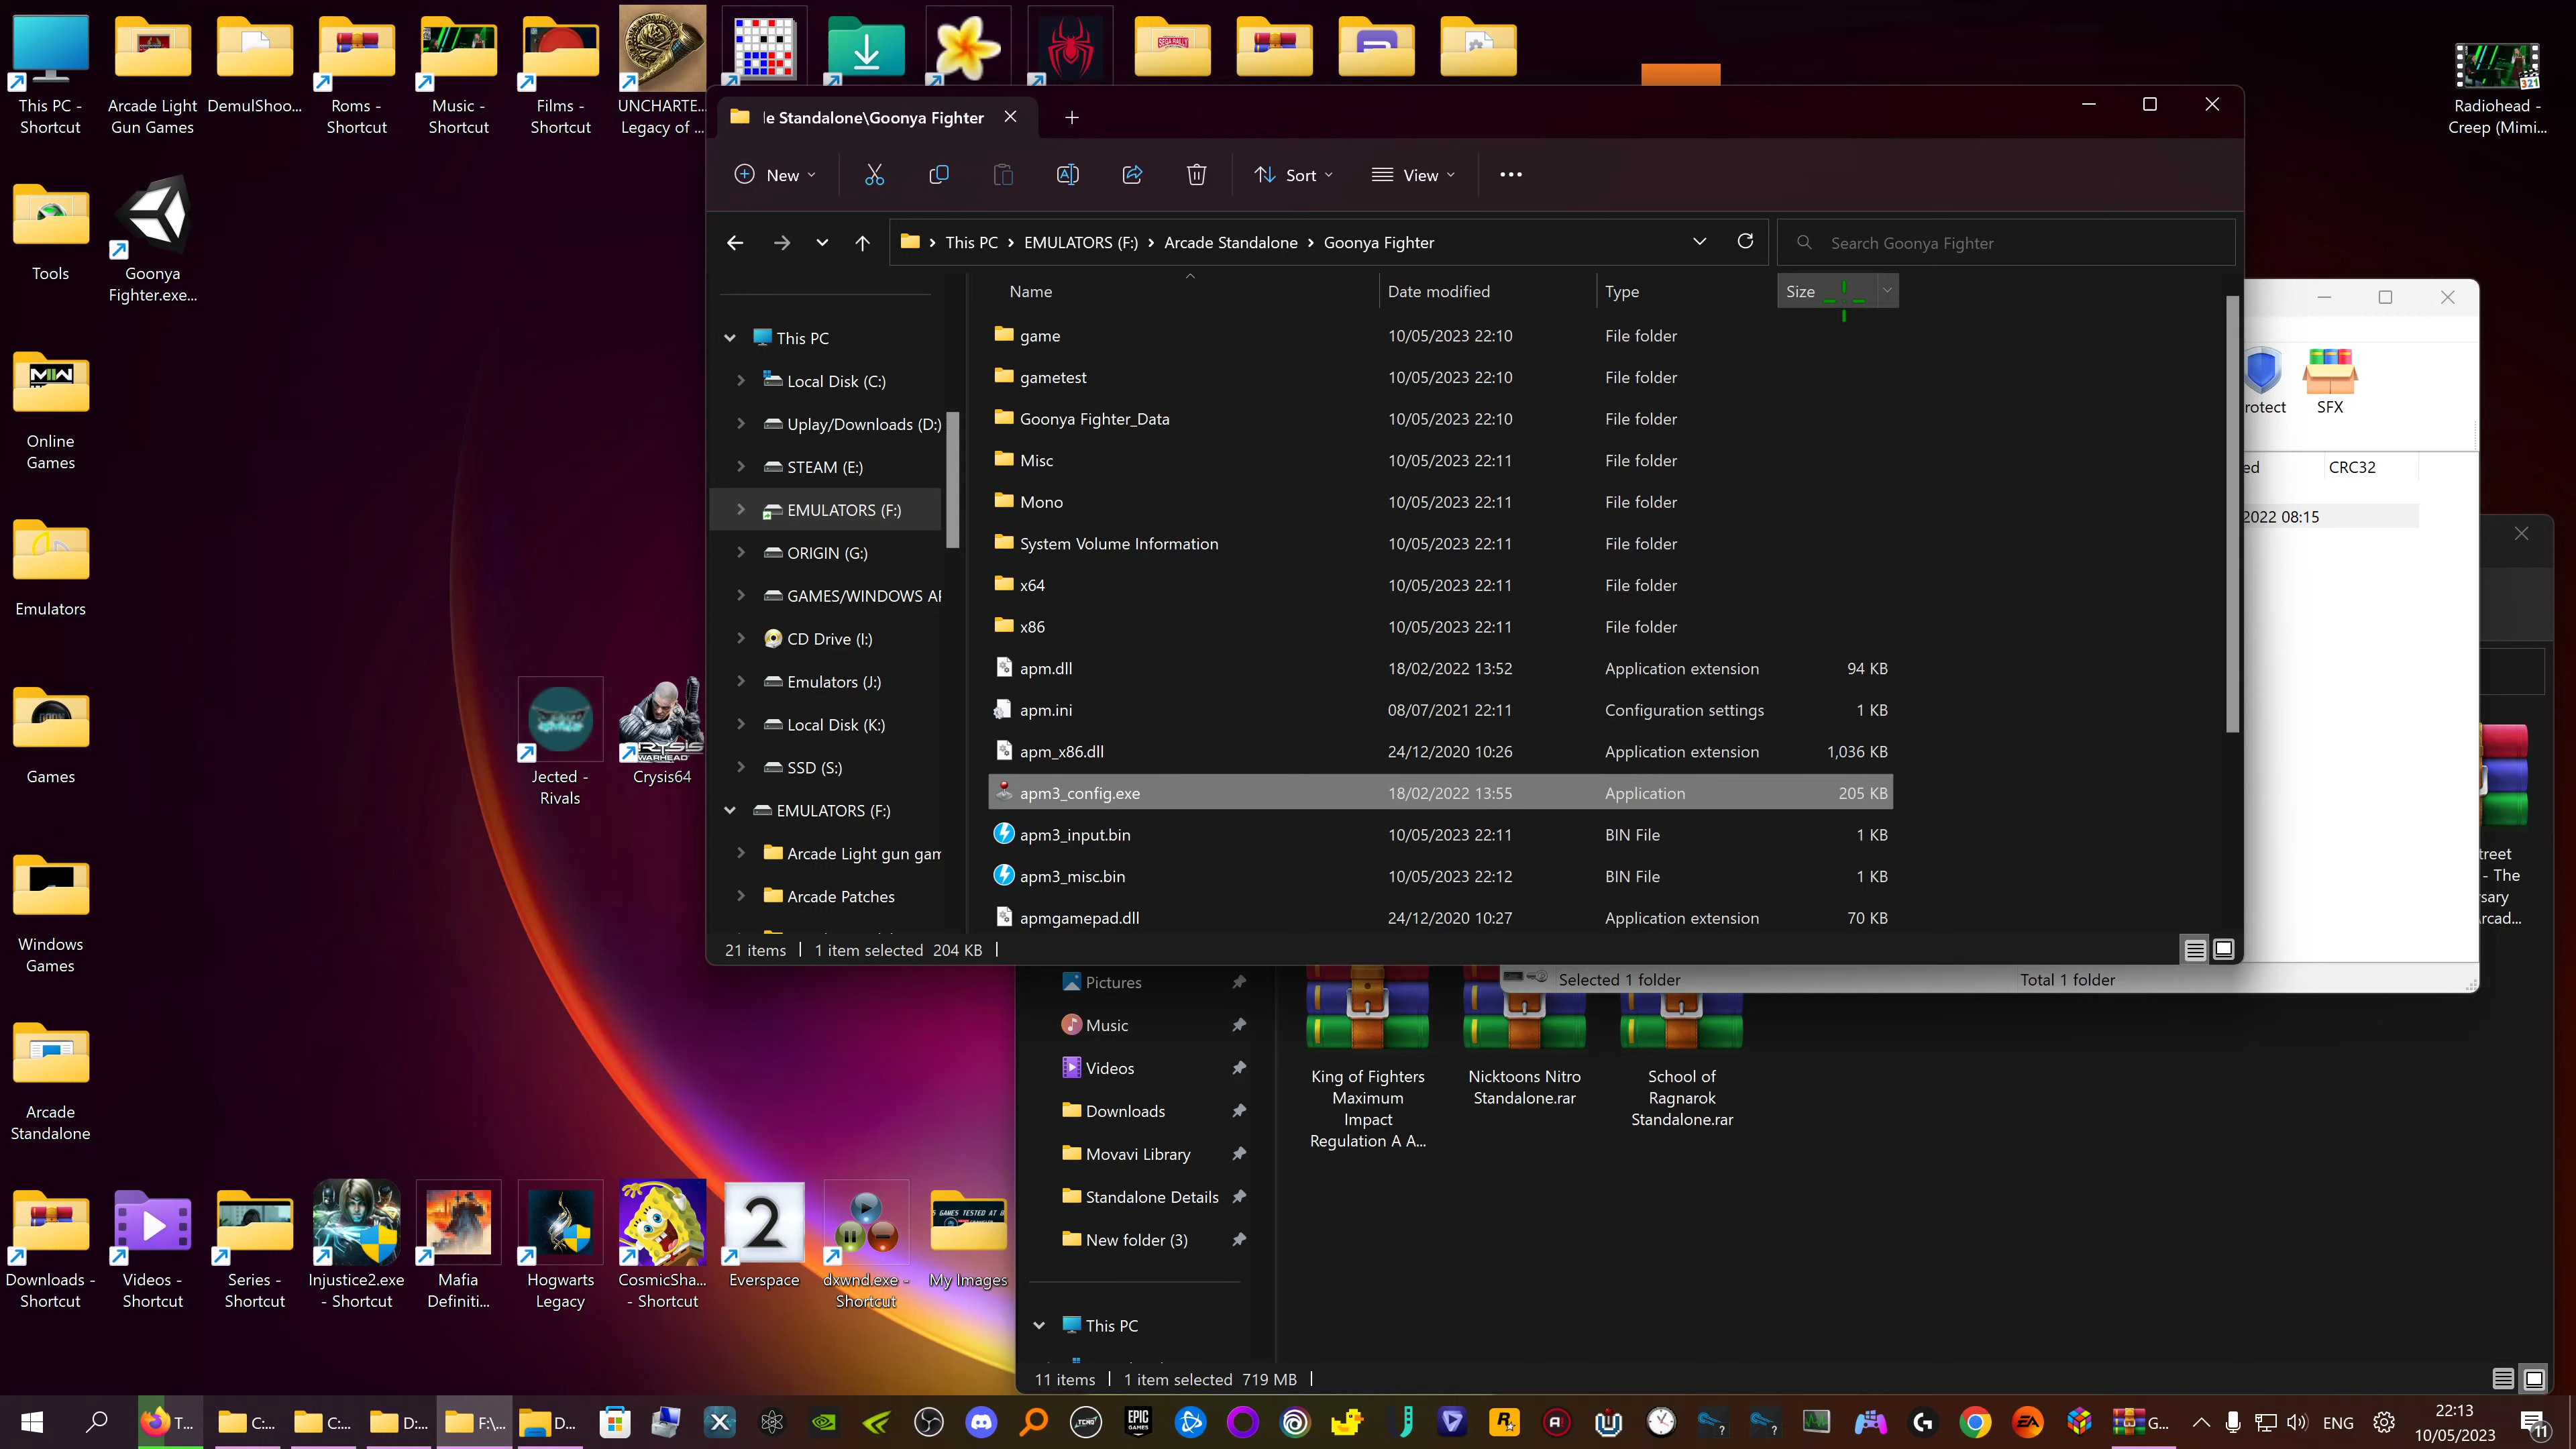 This PC -
Shortcut
Arcade Light
Gun Games
DemulShoo...
Roms -
Shortcut
Music -
Shortcut
Films -
Shortcut
UNCHARTE...
Legacy of ...
SEGA RALLY
Radiohead -
Creep (Mimi...
Tools
Goonya
Fighter.exe...
MW
Online
Games
Emulators
Games
Windows
Games
Arcade
Standalone
Jected -
Rivals
Crysis64
WARHEAD
Downloads -
Shortcut
Videos -
Shortcut
Series -
Shortcut
Injustice2.exe
- Shortcut
Mafia
Definiti...
Hogwarts
Legacy
CosmicSha...
- Shortcut
2
Everspace
dxwnd.exe -
Shortcut
My Images
le Standalone\Goonya Fighter
New
Sort
View
This PC > EMULATORS (F:) > Arcade Standalone > Goonya Fighter
Search Goonya Fighter
Name Date modified Type Size
game 10/05/2023 22:10 File folder
gametest 10/05/2023 22:10 File folder
Goonya Fighter_Data 10/05/2023 22:10 File folder
Misc 10/05/2023 22:11 File folder
Mono 10/05/2023 22:11 File folder
System Volume Information 10/05/2023 22:11 File folder
x64 10/05/2023 22:11 File folder
x86 10/05/2023 22:11 File folder
apm.dll 18/02/2022 13:52 Application extension 94 KB
apm.ini 08/07/2021 22:11 Configuration settings 1 KB
apm_x86.dll 24/12/2020 10:26 Application extension 1,036 KB
apm3_config.exe 18/02/2022 13:55 Application 205 KB
apm3_input.bin 10/05/2023 22:11 BIN File 1 KB
apm3_misc.bin 10/05/2023 22:12 BIN File 1 KB
apmgamepad.dll 24/12/2020 10:27 Application extension 70 KB
This PC
Local Disk (C:)
Uplay/Downloads (D:)
STEAM (E:)
EMULATORS (F:)
ORIGIN (G:)
GAMES/WINDOWS AF
CD Drive (I:)
Emulators (J:)
Local Disk (K:)
SSD (S:)
EMULATORS (F:)
Arcade Light gun gam
Arcade Patches
21 items
1 item selected 204 KB
rotect
SFX
ed
CRC32
2022 08:15
Selected 1 folder
Total 1 folder
treet
- The
sary
rcad...
Pictures
Music
Videos
Downloads
Movavi Library
Standalone Details
New folder (3)
This PC
King of Fighters
Maximum
Impact
Regulation A A...
Nicktoons Nitro
Standalone.rar
School of
Ragnarok
Standalone.rar
11 items
1 item selected 719 MB
T...
C:...
C:...
D:...
F:\...
D...
EPIC
GAMES
EA
G...
ENG
22:13
10/05/2023
11